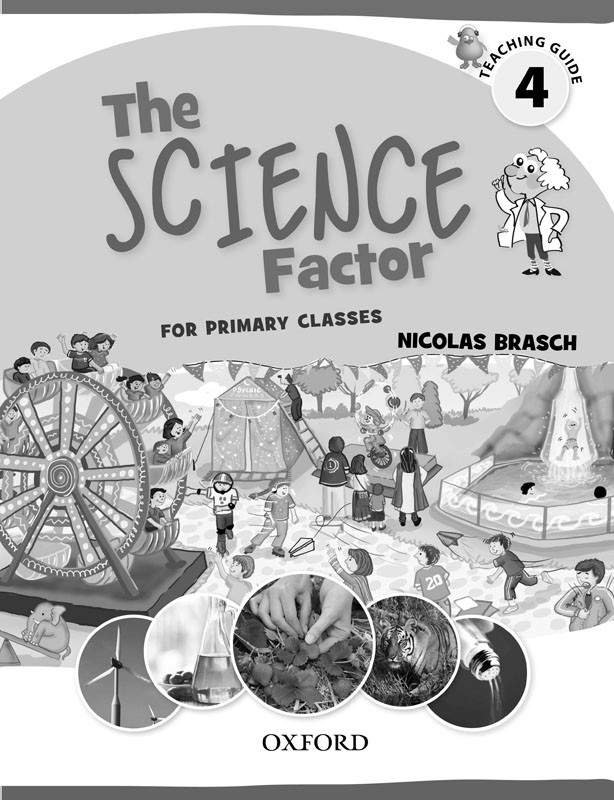 TEACHING GUIDE
4
The
SCIENCE
Factor
FOR PRIMARY CLASSES
NICOLAS BRASCH
20
OXFORD